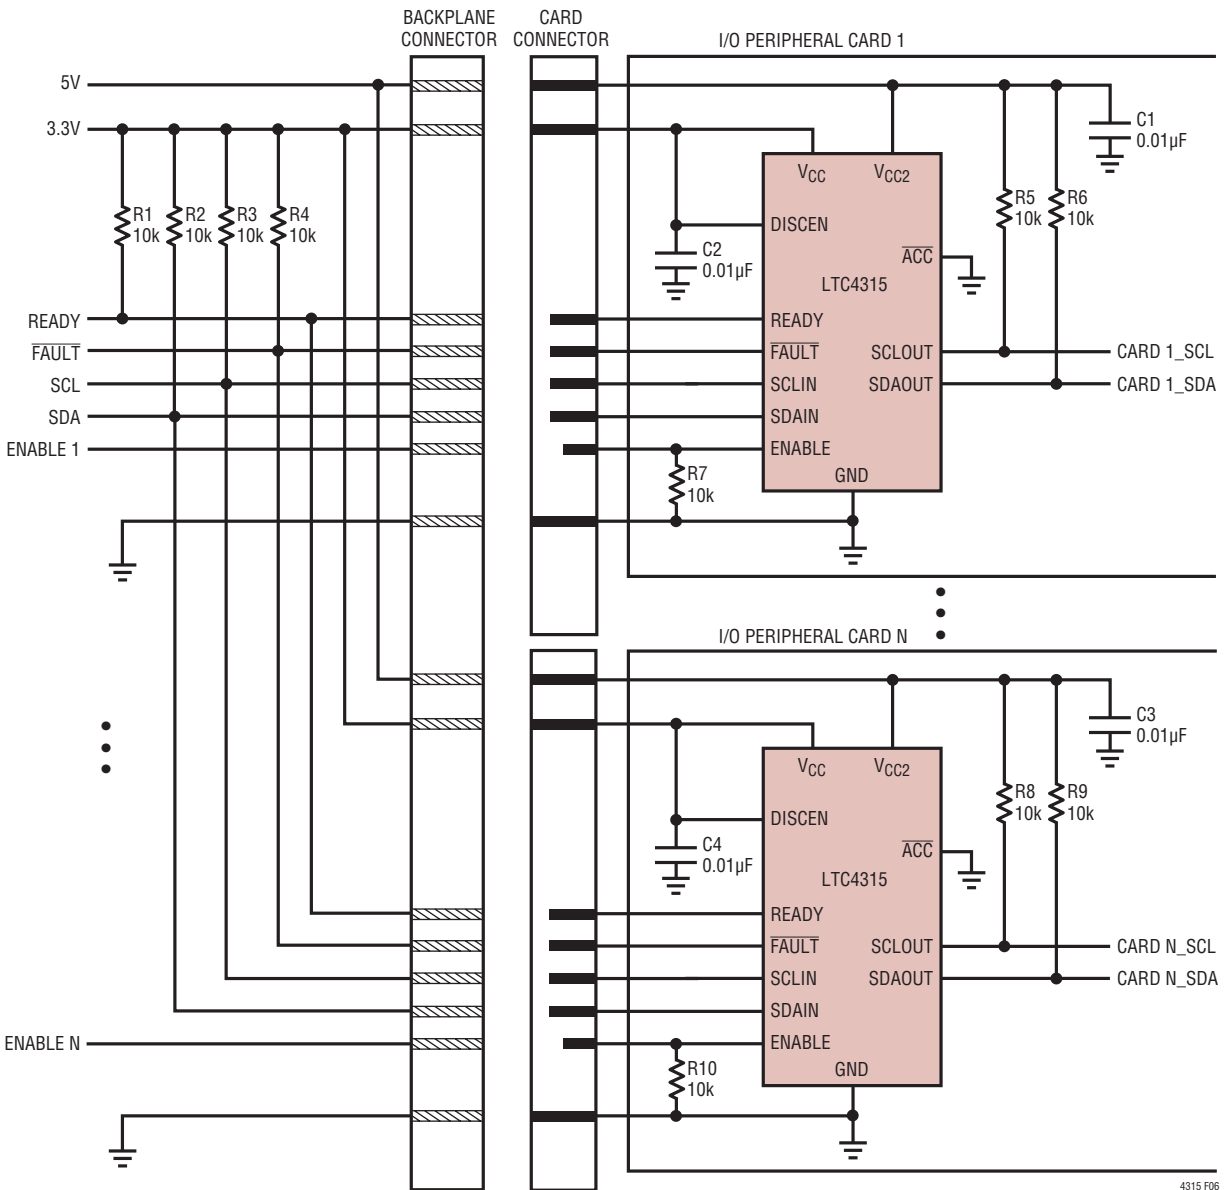 BACKPLANE
CONNECTOR
CARD
CONNECTOR
I/O PERIPHERAL CARD 1
5V
3.3V
R1
10k
R2
10k
R3
10k
R4
10k
READY
FAULT
SCL
SDA
ENABLE 1
VCC
VCC2
DISCEN
ACC
LTC4315
READY
FAULT
SCLIN
SDAIN
ENABLE
GND
SCLOUT
SDAOUT
C1
0.01µF
C2
0.01µF
R5
10k
R6
10k
R7
10k
CARD 1_SCL
CARD 1_SDA
I/O PERIPHERAL CARD N
ENABLE N
VCC
VCC2
DISCEN
ACC
LTC4315
READY
FAULT
SCLIN
SDAIN
ENABLE
GND
SCLOUT
SDAOUT
C3
0.01µF
C4
0.01µF
R8
10k
R9
10k
R10
10k
CARD N_SCL
CARD N_SDA
4315 F06